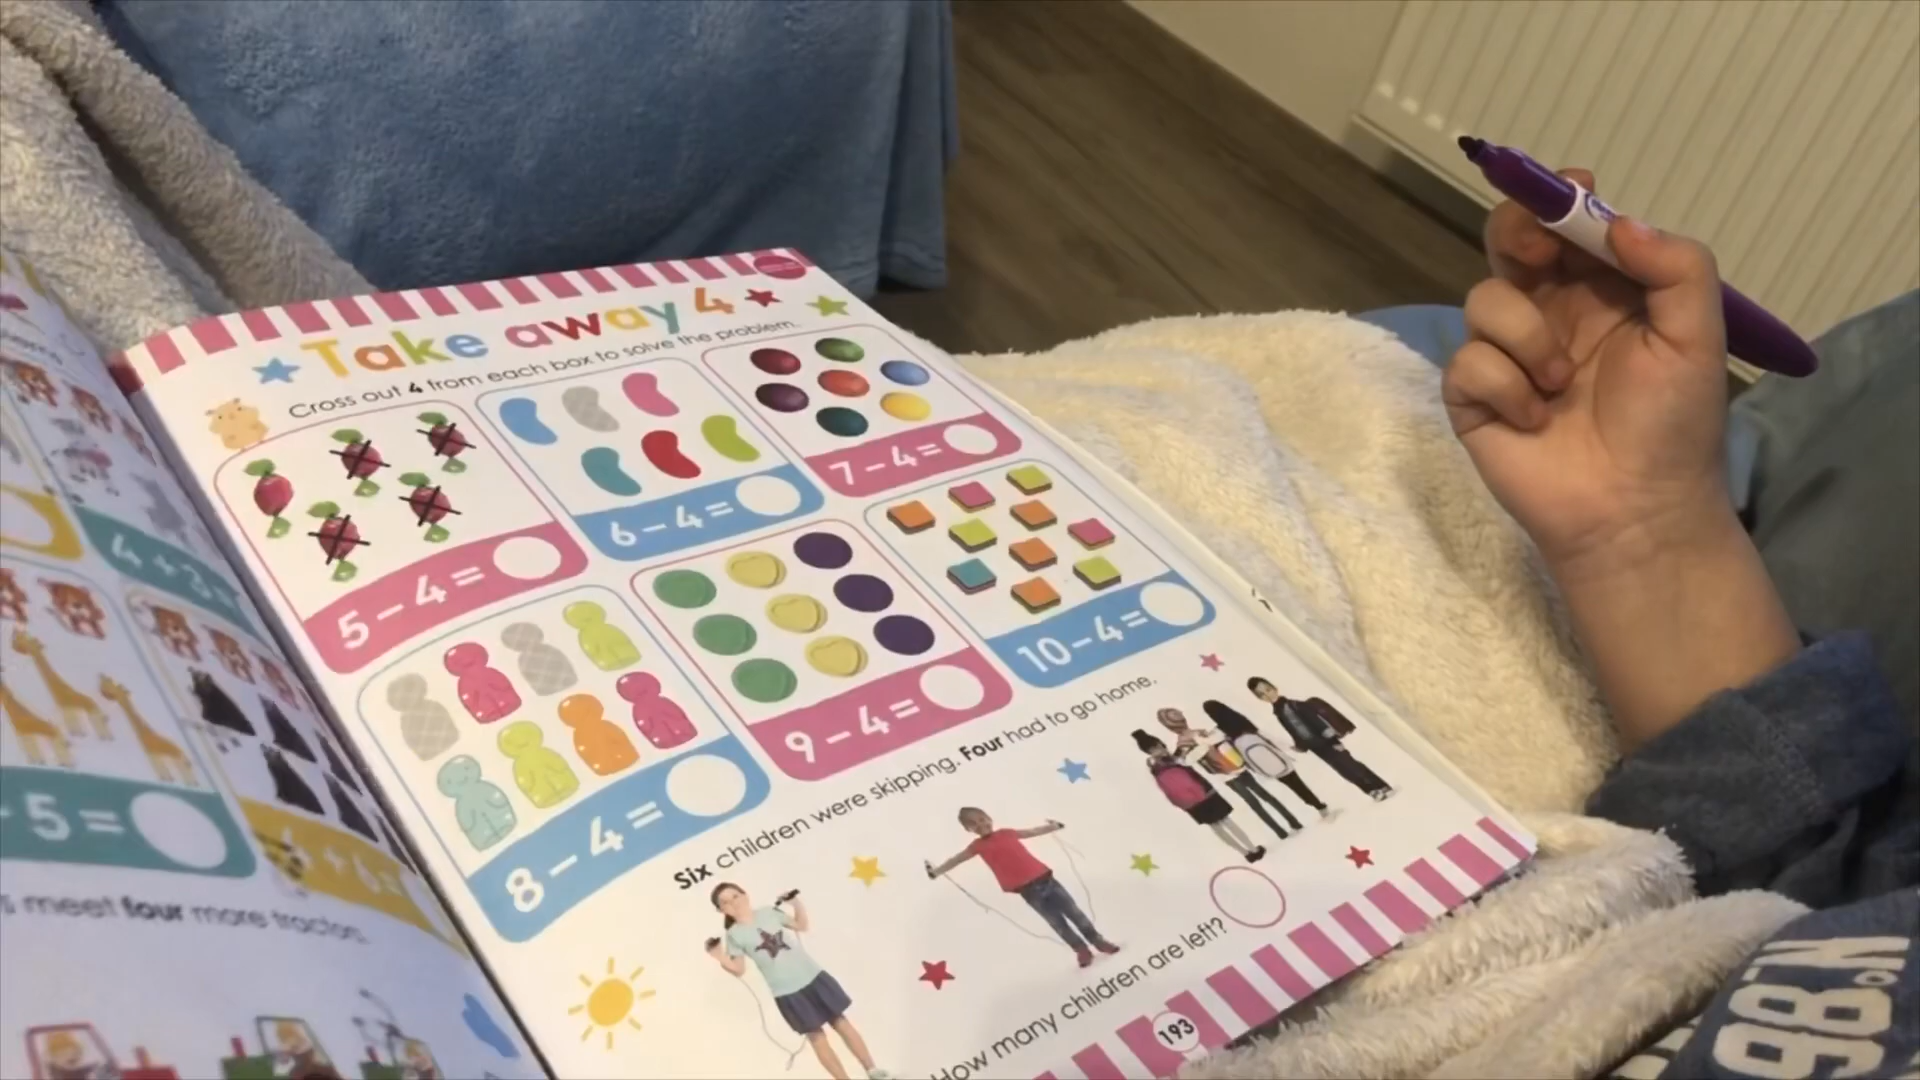 Take away 4
Cross out 4 from each box to solve the problem.
5-4=
6-4=
7-4=
8-4=
9-4=
10-4=
Six children were skipping. Four had to go home.
How many children are left?
193
4+2=
5=
meet four more tractors.
98